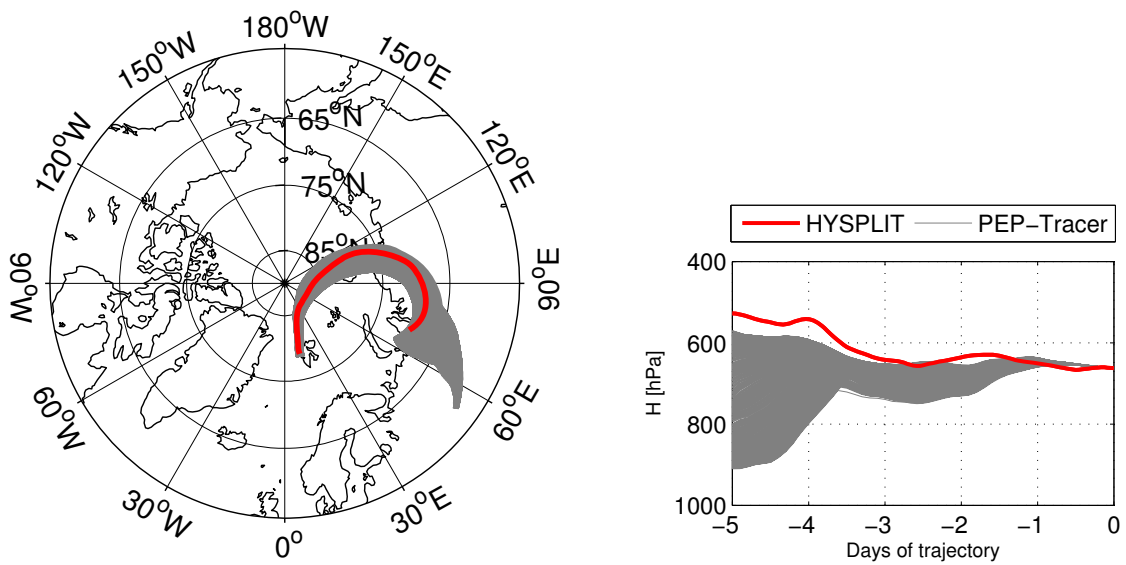 180°W
150°W
150°E
120°W
120°E
65°N
75°N
85°N
90°W
90°E
60°W
60°E
30°W
30°E
0°
HYSPLIT
PEP−Tracer
400
600
800
1000
H [hPa]
−5
−4
−3
−2
−1
0
Days of trajectory